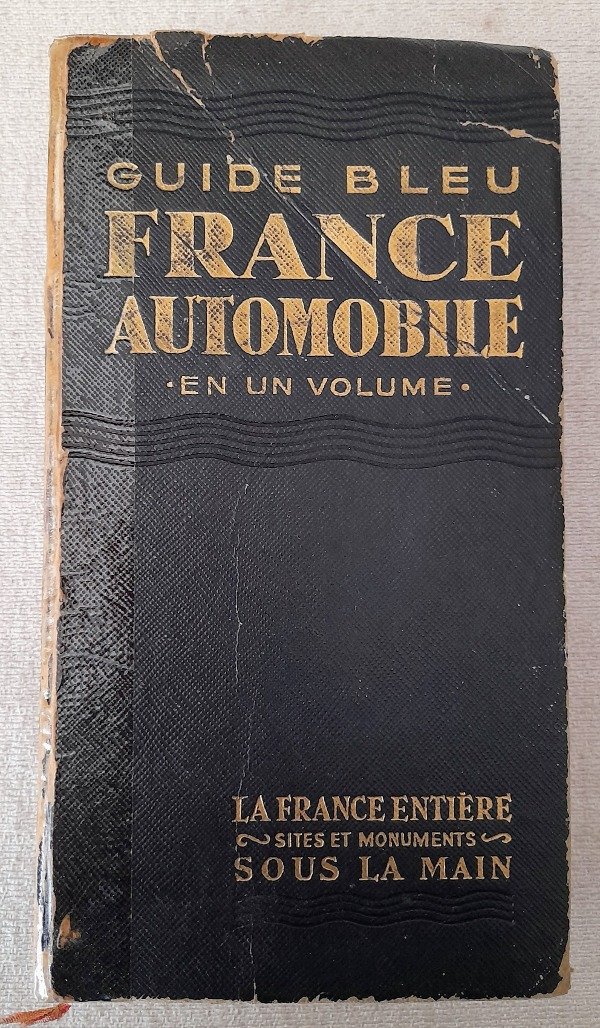 GUIDE BLEU
FRANCE
AUTOMOBILE
·EN UN VOLUME·
LA FRANCE ENTIÈRE
SITES ET MONUMENTS
SOUS LA MAIN